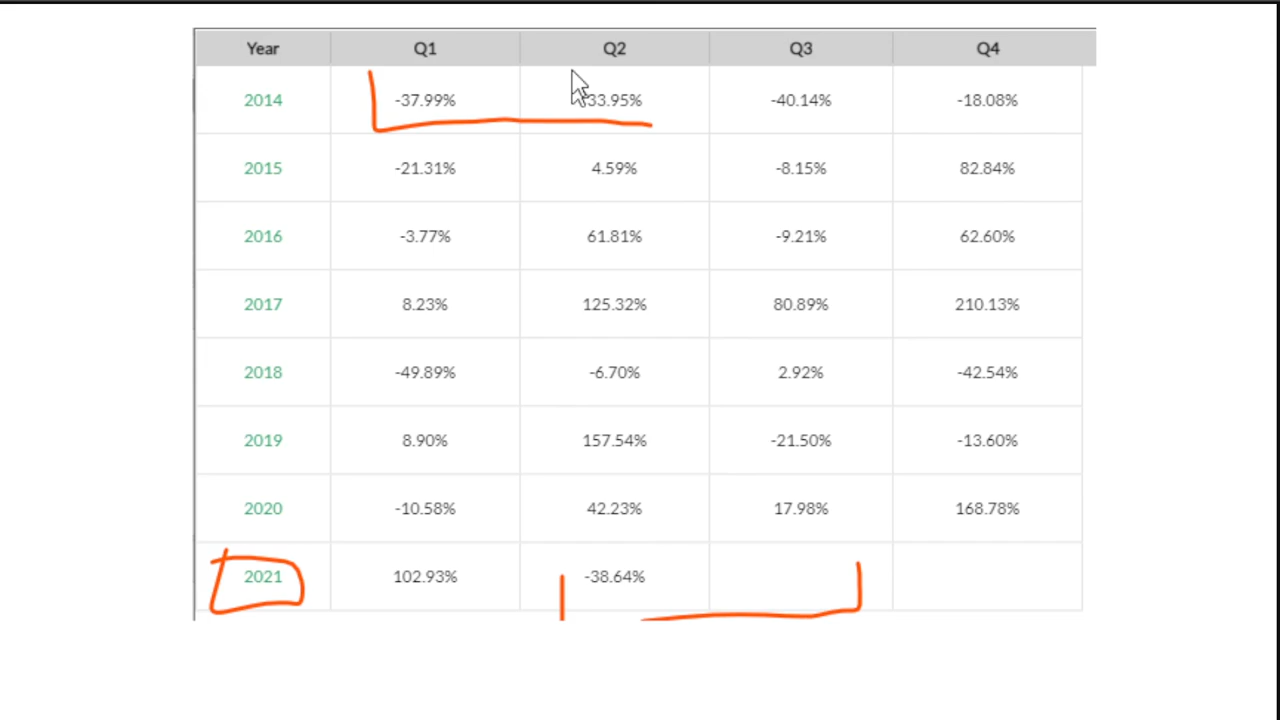 Year Q1 Q2 Q3 Q4
2014 -37.99% 33.95% -40.14% -18.08%
2015 -21.31% 4.59% -8.15% 82.84%
2016 -3.77% 61.81% -9.21% 62.60%
2017 8.23% 125.32% 80.89% 210.13%
2018 -49.89% -6.70% 2.92% -42.54%
2019 8.90% 157.54% -21.50% -13.60%
2020 -10.58% 42.23% 17.98% 168.78%
2021 102.93% -38.64%